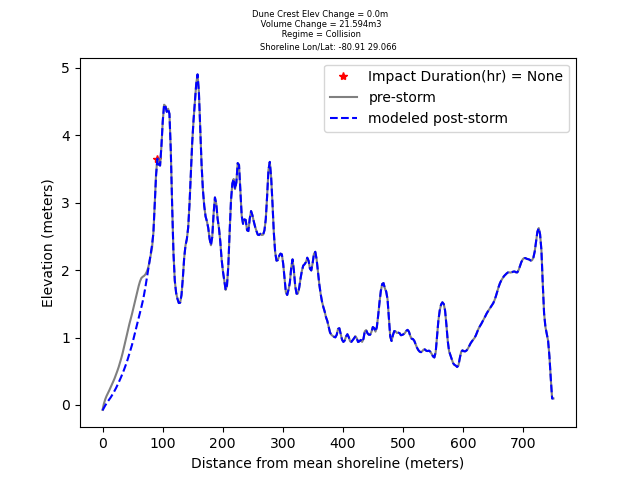 Dune Crest Elev Change = 0.0m
Volume Change = 21.594m3
Regime = Collision
Shoreline Lon/Lat: -80.91 29.066
Impact Duration(hr) = None
pre-storm
modeled post-storm
Elevation (meters)
5
4
3
2
1
0
0 100 200 300 400 500 600 700
Distance from mean shoreline (meters)